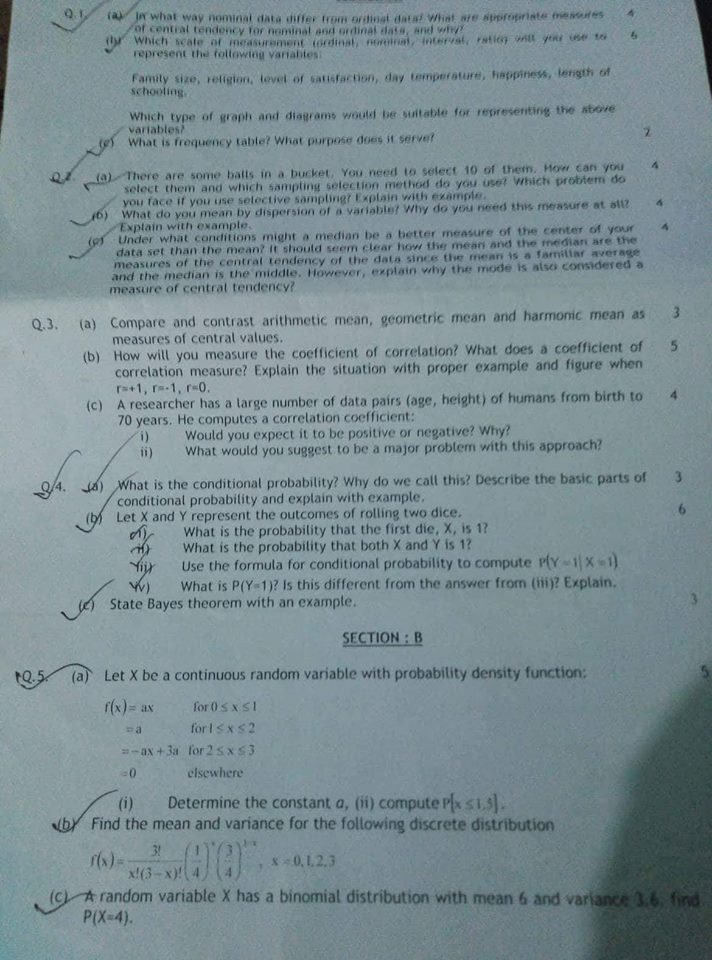 Q.1. (a) In what way nominal data differ from ordinal data? What are appropriate measures 4
of central tendency for nominal and ordinal data, and why?
(b) Which scale of measurement (ordinal, nominal, interval, ratio) will you use to 6
represent the following variables:
Family size, religion, level of satisfaction, day temperature, happiness, length of
schooling.
Which type of graph and diagrams would be suitable for representing the above
variables?
(c) What is frequency table? What purpose does it serve? 2
Q.2. (a) There are some balls in a bucket. You need to select 10 of them. How can you 4
select them and which sampling selection method do you use? Which problem do
you face if you use selective sampling? Explain with example.
(b) What do you mean by dispersion of a variable? Why do you need this measure at all? 4
Explain with example.
(c) Under what conditions might a median be a better measure of the center of your 4
data set than the mean? It should seem clear how the mean and the median are the
measures of the central tendency of the data since the mean is a familiar average
and the median is the middle. However, explain why the mode is also considered a
measure of central tendency?
Q.3. (a) Compare and contrast arithmetic mean, geometric mean and harmonic mean as 3
measures of central values.
(b) How will you measure the coefficient of correlation? What does a coefficient of 5
correlation measure? Explain the situation with proper example and figure when
r=+1, r=-1, r=0.
(c) A researcher has a large number of data pairs (age, height) of humans from birth to 4
70 years. He computes a correlation coefficient:
i) Would you expect it to be positive or negative? Why?
ii) What would you suggest to be a major problem with this approach?
Q.4. (a) What is the conditional probability? Why do we call this? Describe the basic parts of 3
conditional probability and explain with example.
(b) Let X and Y represent the outcomes of rolling two dice. 6
i) What is the probability that the first die, X, is 1?
ii) What is the probability that both X and Y is 1?
iii) Use the formula for conditional probability to compute P(Y=1|X=1)
iv) What is P(Y=1)? Is this different from the answer from (iii)? Explain.
(c) State Bayes theorem with an example. 3
SECTION : B
Q.5. (a) Let X be a continuous random variable with probability density function: 5
f(x)= ax for 0 ≤ x ≤ 1
=a for 1 ≤ x ≤ 2
=-ax+3a for 2 ≤ x ≤ 3
=0 elsewhere
(i) Determine the constant a, (ii) compute P[x ≤ 1.5].
(b) Find the mean and variance for the following discrete distribution
f(x)= 3!/x!(3-x)! (1/4)^x (3/4)^3-x, x = 0,1,2,3
(c) A random variable X has a binomial distribution with mean 6 and variance 3.6. find
P(X=4).